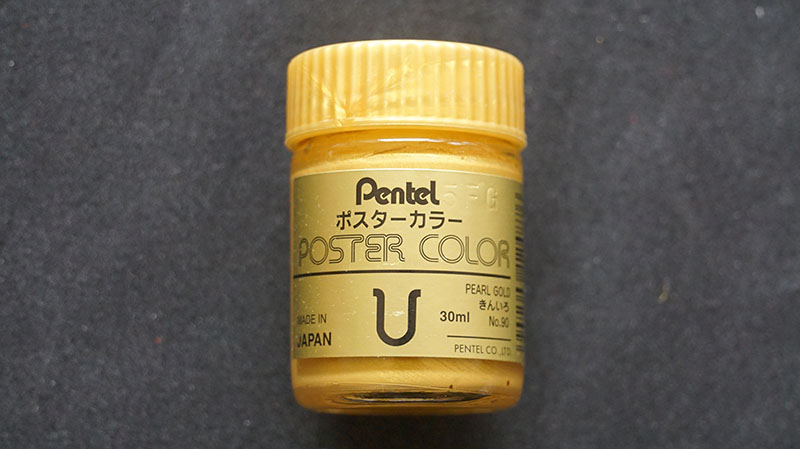 Pentel
ポスターカラー
POSTER COLOR
U
MADE IN
JAPAN
30ml
PEARL GOLD
きんいろ
No.90
PENTEL CO.,LTD